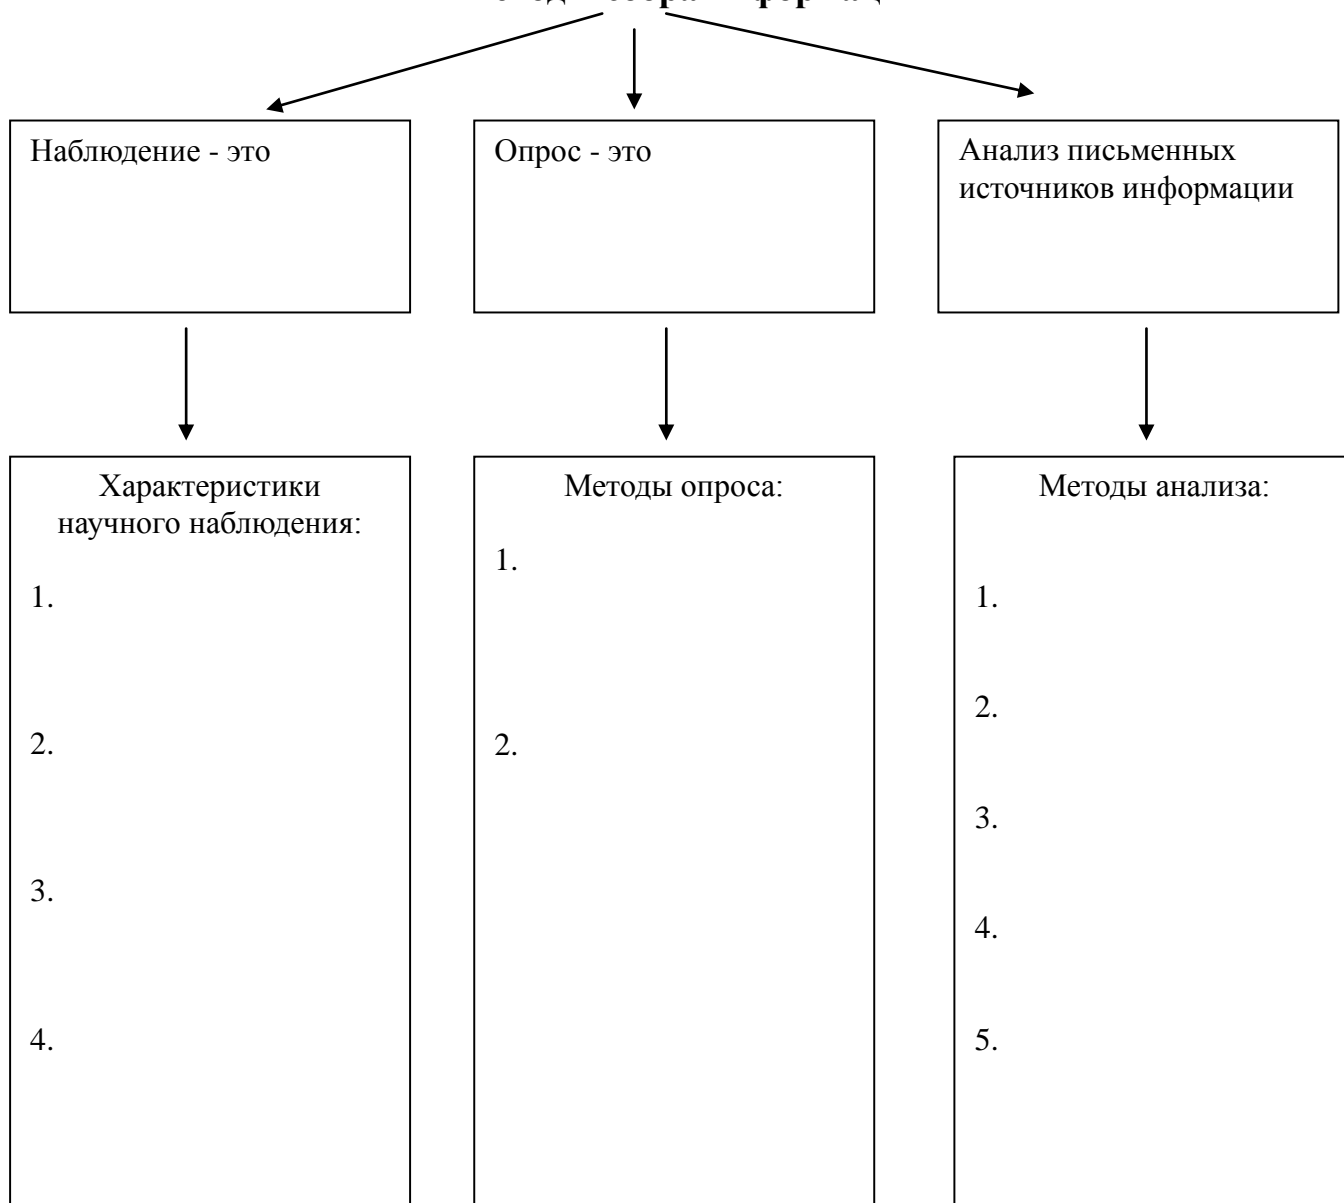 Наблюдение - это
Опрос - это
Анализ письменных
источников информации
Характеристики
научного наблюдения:
1.
2.
3.
4.
Методы опроса:
1.
2.
Методы анализа:
1.
2.
3.
4.
5.